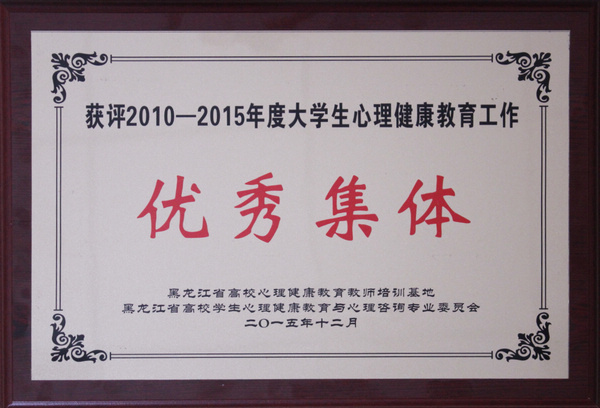 获评2010—2015年度大学生心理健康教育工作
优秀集体
黑龙江省高校心理健康教育教师培训基地
黑龙江省高校学生心理健康教育与心理咨询专业委员会
二〇一五年十二月